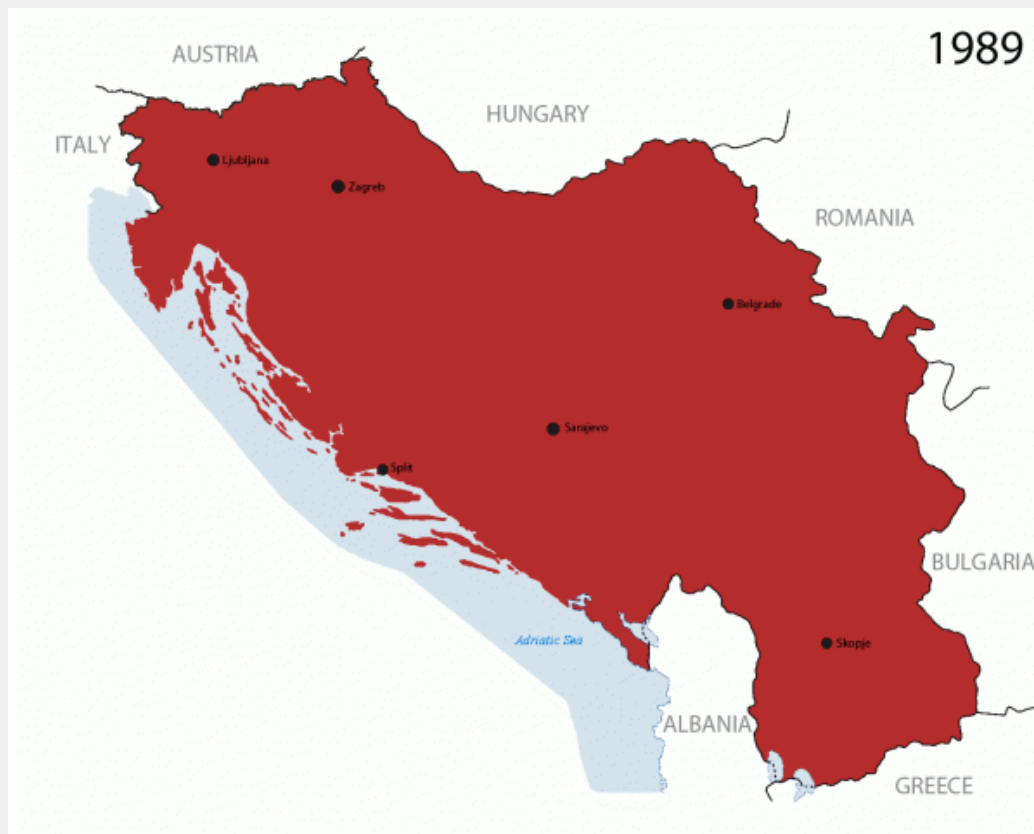 1989
AUSTRIA
HUNGARY
ITALY
Ljubljana
Zagreb
ROMANIA
Belgrade
Sarajevo
Split
BULGARIA
Adriatic Sea
Skopje
ALBANIA
GREECE